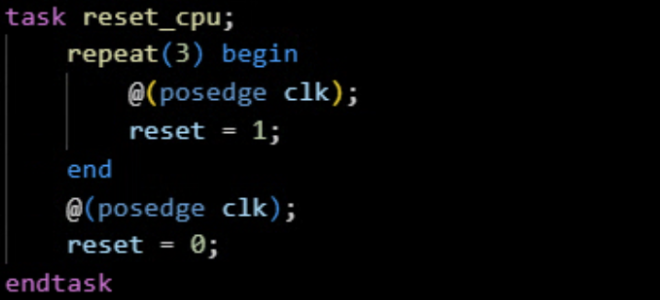 task reset_cpu;
    repeat(3) begin
        @(posedge clk);
        reset = 1;
    end
    @(posedge clk);
    reset = 0;
endtask